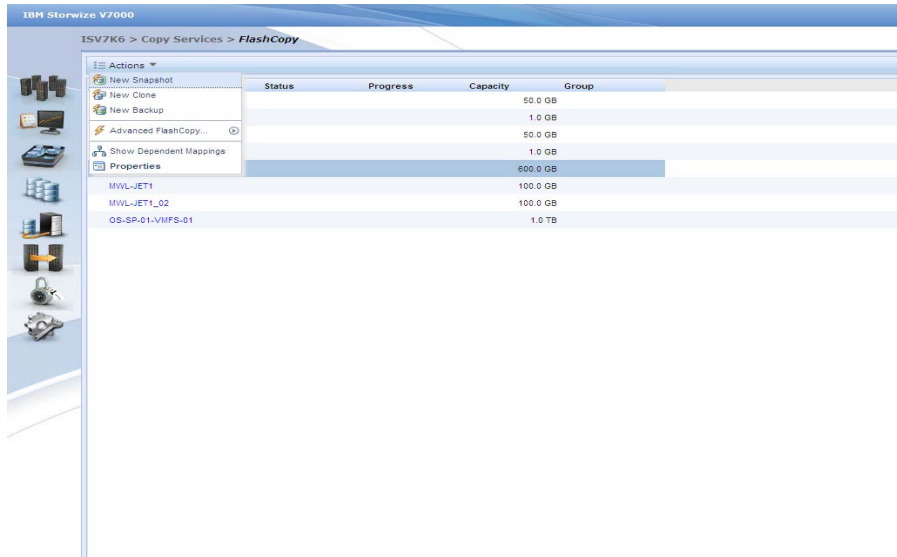 IBM Storwize V7000
ISV7K6 > Copy Services > FlashCopy
Actions
New Snapshot
New Clone
New Backup
Advanced FlashCopy...
Show Dependent Mappings
Properties
Status Progress Capacity Group
50.0 GB
1.0 GB
50.0 GB
1.0 GB
600.0 GB
MWL-JET1 100.0 GB
MWL-JET1_02 100.0 GB
OS-SP-01-VMFS-01 1.0 TB